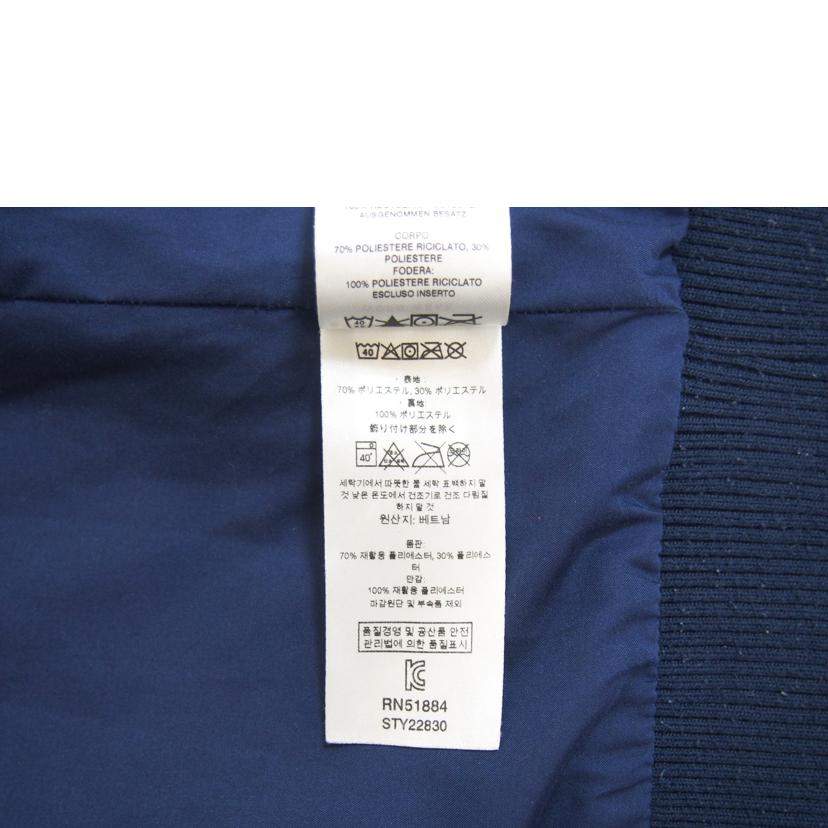 AUSGENOMMEN BESATZ
CORPO:
70% POLIESTERE RICICLATO, 30%
POLIESTERE
FODERA:
100% POLIESTERE RICICLATO
ESCLUSO INSERTO
40
40
・表地:
70% ポリエステル, 30% ポリエステル
・裏地:
100% ポリエステル
飾り付け部分を除く
40°
세탁기에서 따뜻한 물 세탁 표백하지 말
것 낮은 온도에서 건조기로 건조 다림질
하지 말 것
원산지: 베트남
몸판:
70% 재활용 폴리에스터, 30% 폴리에스
터
안감:
100% 재활용 폴리에스터
마감원단 및 부속품 제외
품질경영 및 공산품 안전
관리법에 의한 품질표시
RN51884
STY22830